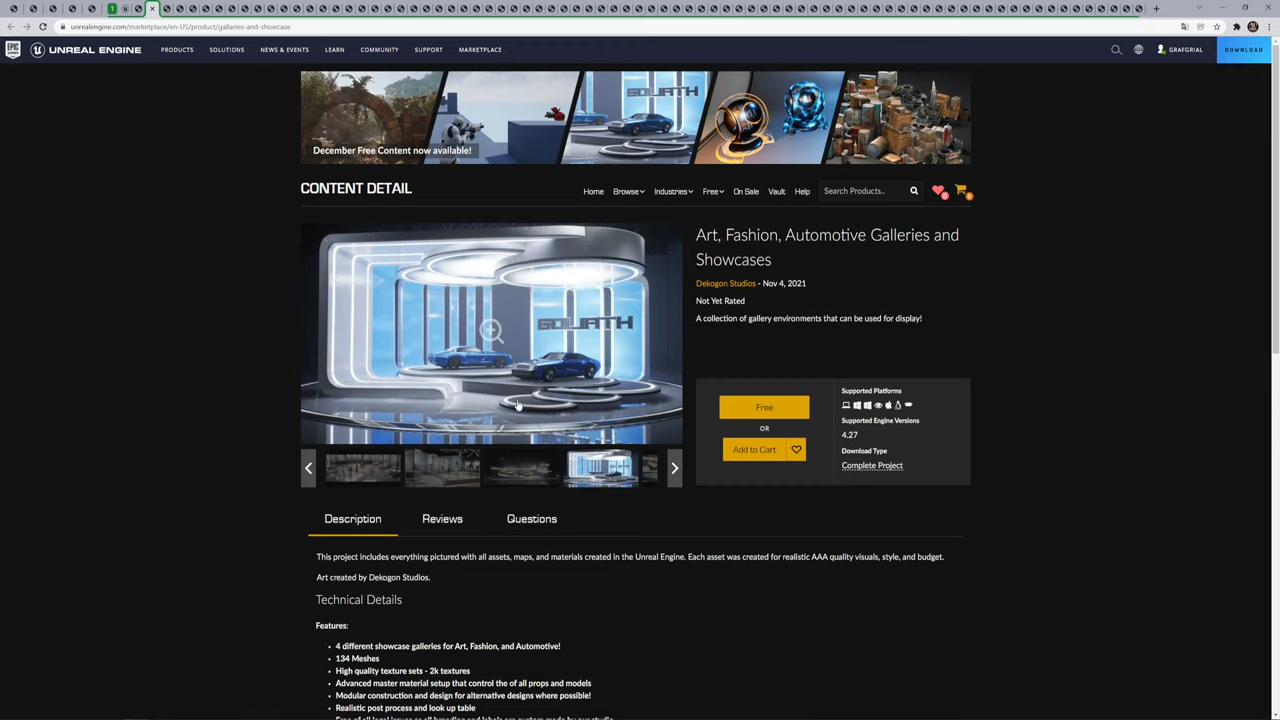 1
unrealengine.com/marketplace/en-US/product/gallaries-and-showcase
EPIC GAMES
UNREAL ENGINE
PRODUCTS
SOLUTIONS
NEWS & EVENTS
LEARN
COMMUNITY
SUPPORT
MARKETPLACE
GRAFGRIAL
DOWNLOAD
GOLIATH
December Free Content now available!
CONTENT DETAIL
Home
Browse
Industries
Free
On Sale
Vault
Help
Search Products..
0
0
GOLIATH
Art, Fashion, Automotive Galleries and
Showcases
Dekogon Studios - Nov 4, 2021
Not Yet Rated
A collection of gallery environments that can be used for display!
Free
OR
Add to Cart
Supported Platforms
Supported Engine Versions
4.27
Download Type
Complete Project
Description
Reviews
Questions
This project includes everything pictured with all assets, maps, and materials created in the Unreal Engine. Each asset was created for realistic AAA quality visuals, style, and budget.
Art created by Dekogon Studios.
Technical Details
Features:
• 4 different showcase galleries for Art, Fashion, and Automotive!
• 134 Meshes
• High quality texture sets - 2k textures
• Advanced master material setup that control the of all props and models
• Modular construction and design for alternative designs where possible!
• Realistic post process and look up table